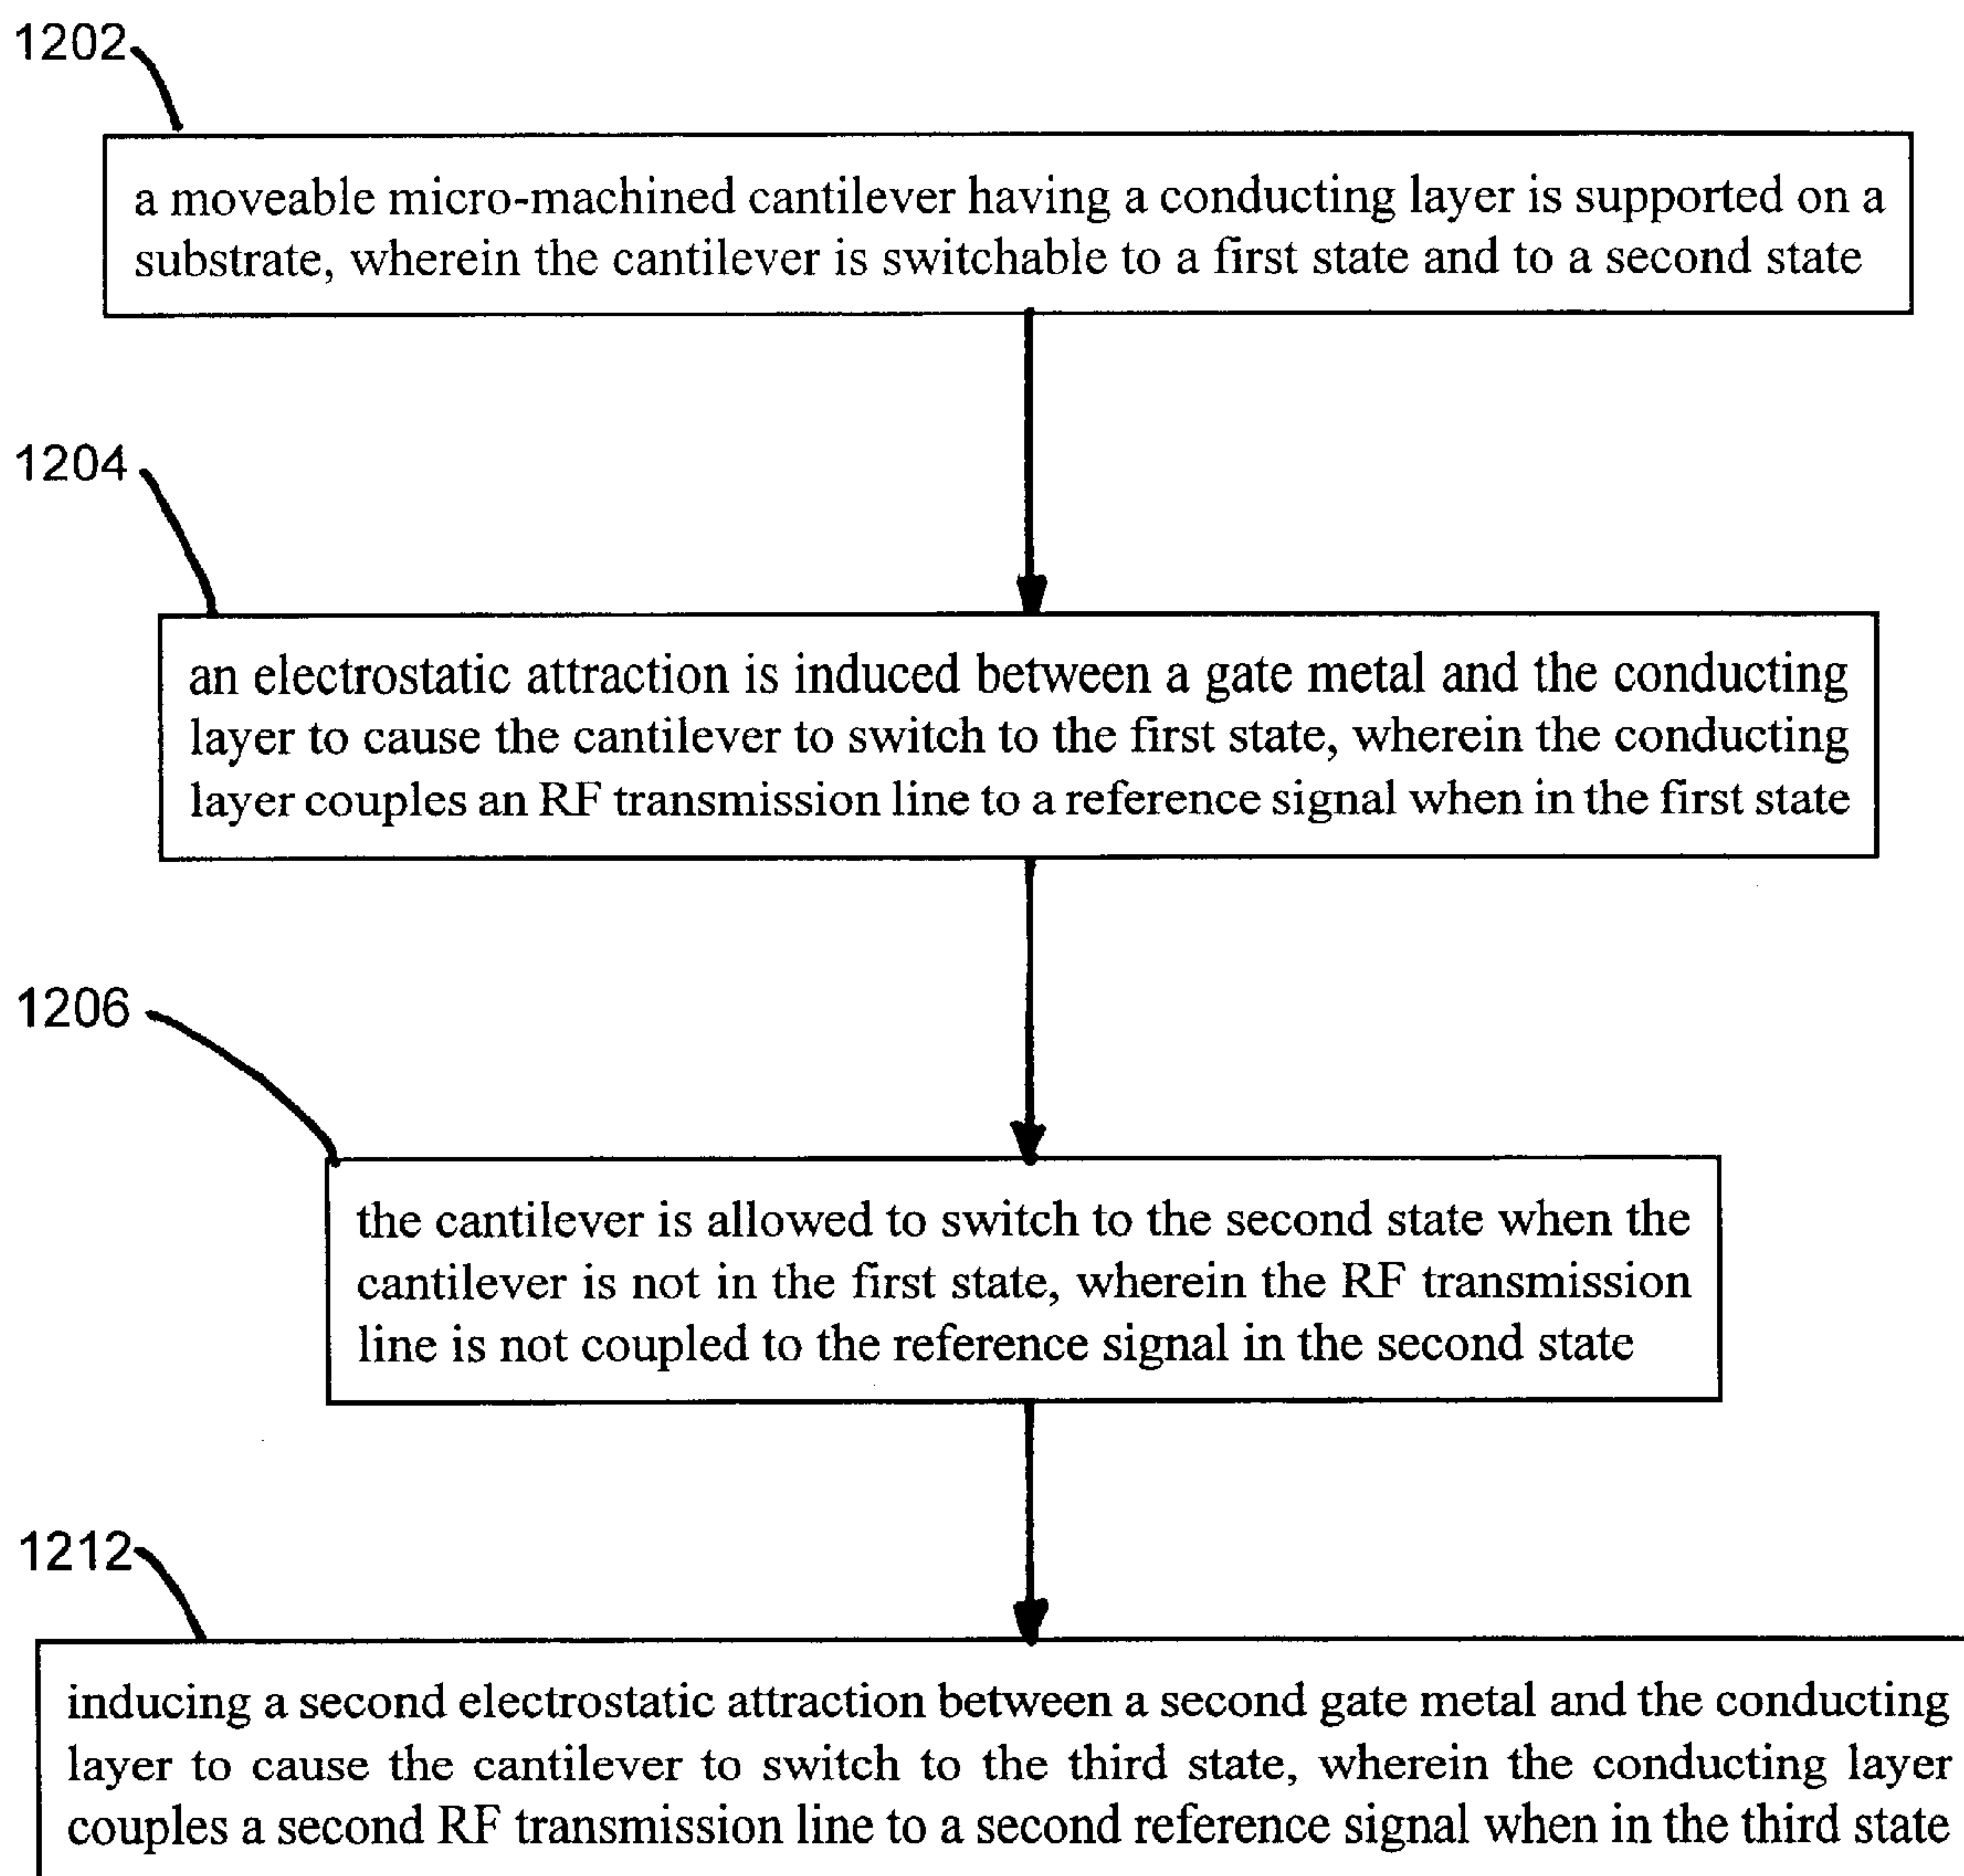 1202
a moveable micro-machined cantilever having a conducting layer is supported on a
substrate, wherein the cantilever is switchable to a first state and to a second state
1204
an electrostatic attraction is induced between a gate metal and the conducting
layer to cause the cantilever to switch to the first state, wherein the conducting
layer couples an RF transmission line to a reference signal when in the first state
1206
the cantilever is allowed to switch to the second state when the
cantilever is not in the first state, wherein the RF transmission
line is not coupled to the reference signal in the second state
1212
inducing a second electrostatic attraction between a second gate metal and the conducting
layer to cause the cantilever to switch to the third state, wherein the conducting layer
couples a second RF transmission line to a second reference signal when in the third state